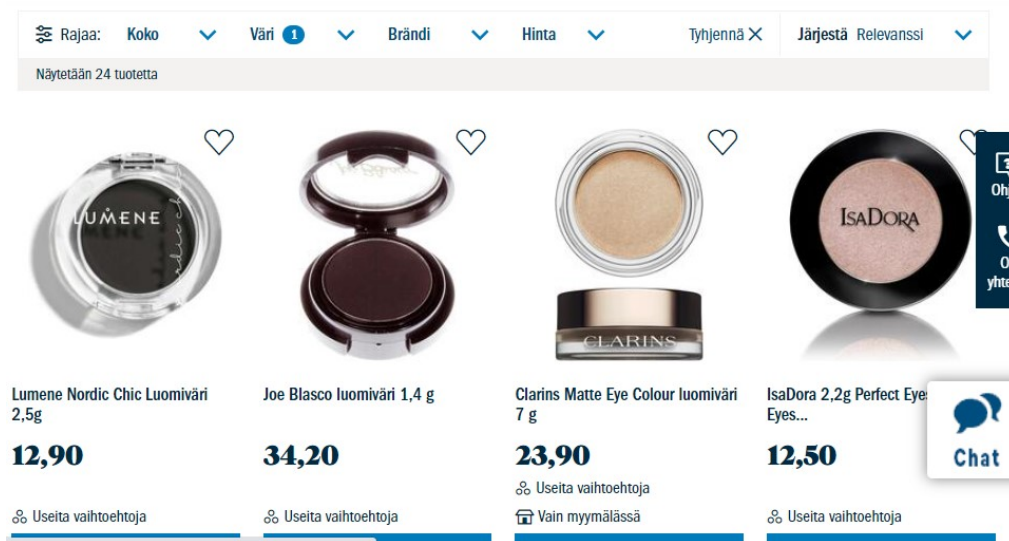 Rajaa: Koko Väri 1 Brändi Hinta Tyhjennä Järjestä Relevanssi
Näytetään 24 tuotetta
LUMENE
CLARINS
ISADORA
Lumene Nordic Chic Luomiväri
2,5g
12,90
Useita vaihtoehtoja
Joe Blasco luomiväri 1,4 g
34,20
Useita vaihtoehtoja
Clarins Matte Eye Colour luomiväri
7 g
23,90
Useita vaihtoehtoja
Vain myymälässä
IsaDora 2,2g Perfect Eyes
Eyes...
12,50
Useita vaihtoehtoja
Chat